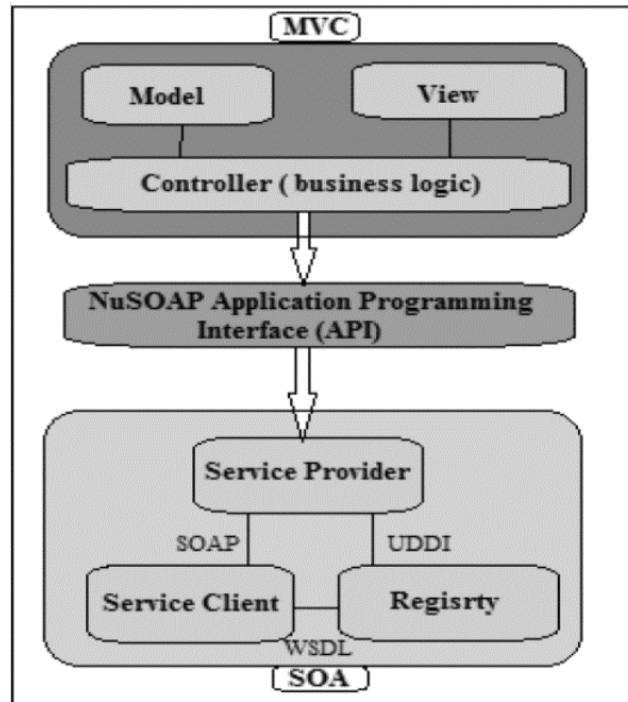 MVC
Model
View
Controller ( business logic)
NuSOAP Application Programming
Interface (API)
Service Provider
SOAP
UDDI
Service Client
Regisrty
WSDL
SOA